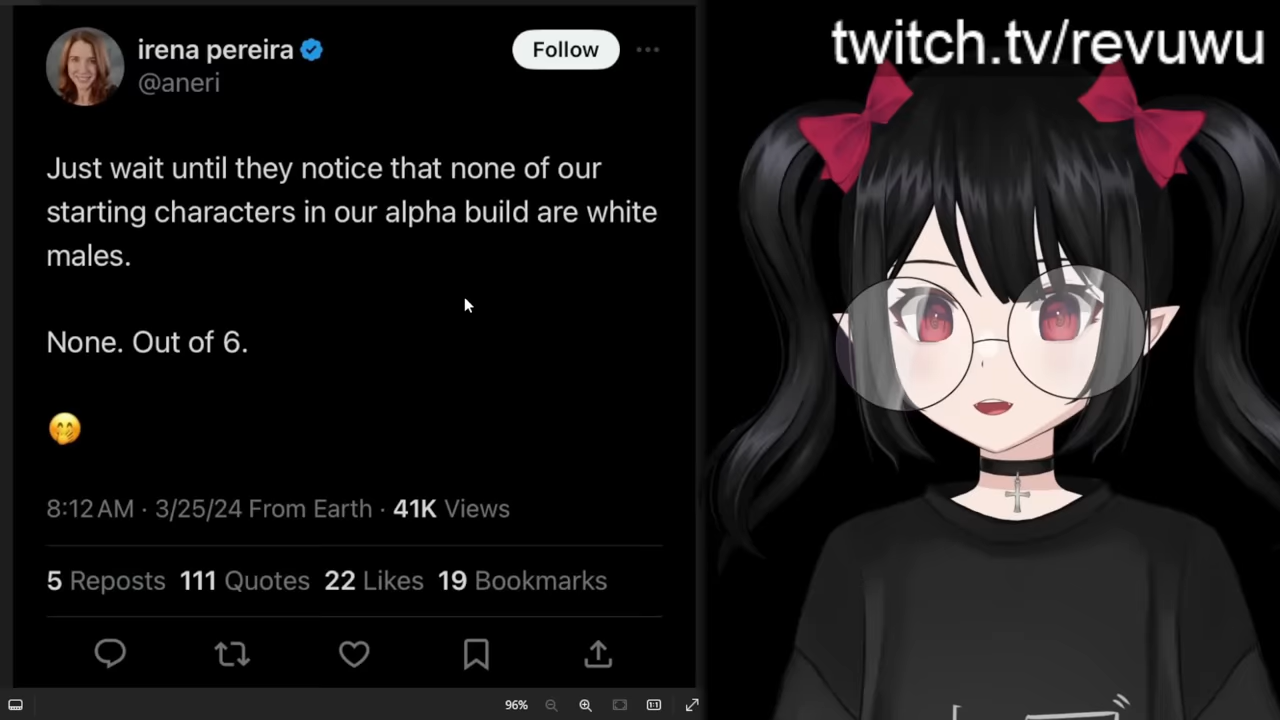 twitch.tv/revuwu
irena pereira
Follow
@aneri
Just wait until they notice that none of our
starting characters in our alpha build are white
males.
None. Out of 6.
🤭
8:12 AM · 3/25/24 From Earth · 41K Views
5 Reposts 111 Quotes 22 Likes 19 Bookmarks
96%
1:1